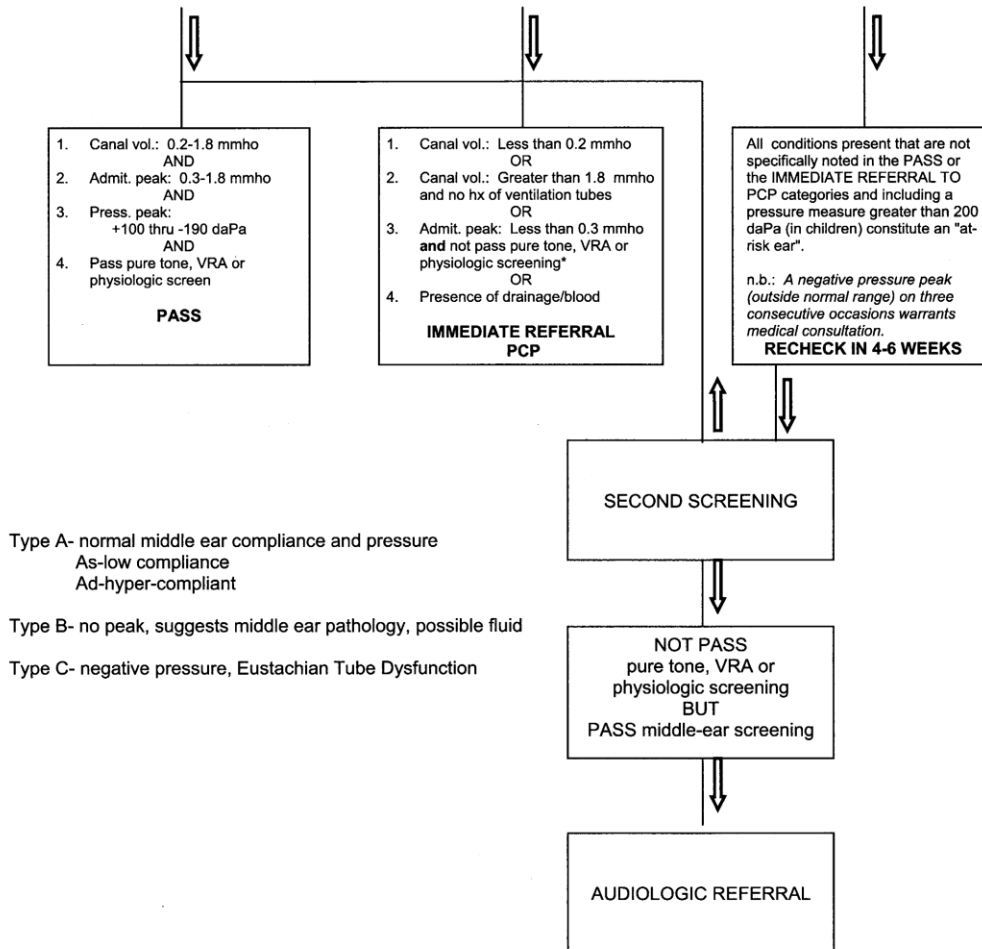 1. Canal vol.: 0.2-1.8 mmho
AND
2. Admit. peak: 0.3-1.8 mmho
AND
3. Press. peak:
+100 thru -190 daPa
AND
4. Pass pure tone, VRA or
physiologic screen
PASS
1. Canal vol.: Less than 0.2 mmho
OR
2. Canal vol.: Greater than 1.8 mmho
and no hx of ventilation tubes
OR
3. Admit. peak: Less than 0.3 mmho
and not pass pure tone, VRA or
physiologic screening*
OR
4. Presence of drainage/blood
IMMEDIATE REFERRAL
PCP
All conditions present that are not
specifically noted in the PASS or
the IMMEDIATE REFERRAL TO
PCP categories and including a
pressure measure greater than 200
daPa (in children) constitute an "at-
risk ear".
n.b.: A negative pressure peak
(outside normal range) on three
consecutive occasions warrants
medical consultation.
RECHECK IN 4-6 WEEKS
SECOND SCREENING
Type A- normal middle ear compliance and pressure
As-low compliance
Ad-hyper-compliant
Type B- no peak, suggests middle ear pathology, possible fluid
Type C- negative pressure, Eustachian Tube Dysfunction
NOT PASS
pure tone, VRA or
physiologic screening
BUT
PASS middle-ear screening
AUDIOLOGIC REFERRAL